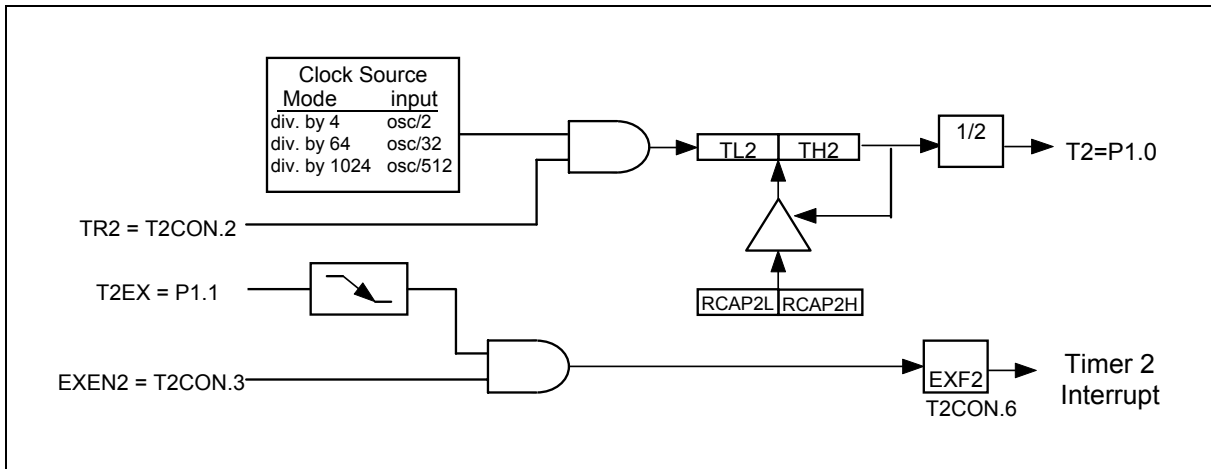 Clock Source
Mode input
div. by 4 osc/2
div. by 64 osc/32
div. by 1024 osc/512
TL2 TH2
1/2
T2=P1.0
TR2 = T2CON.2
T2EX = P1.1
RCAP2L RCAP2H
EXEN2 = T2CON.3
EXF2
T2CON.6
Timer 2
Interrupt